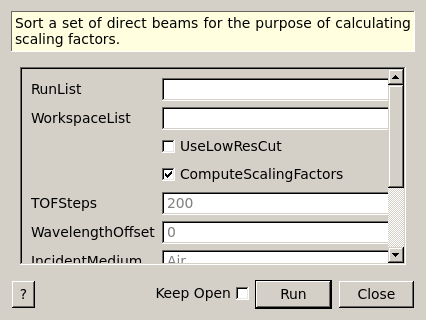 Sort a set of direct beams for the purpose of calculating
scaling factors.
RunList
WorkspaceList
UseLowResCut
ComputeScalingFactors
TOFSteps 200
WavelengthOffset 0
IncidentMedium Air
? Keep Open Run Close